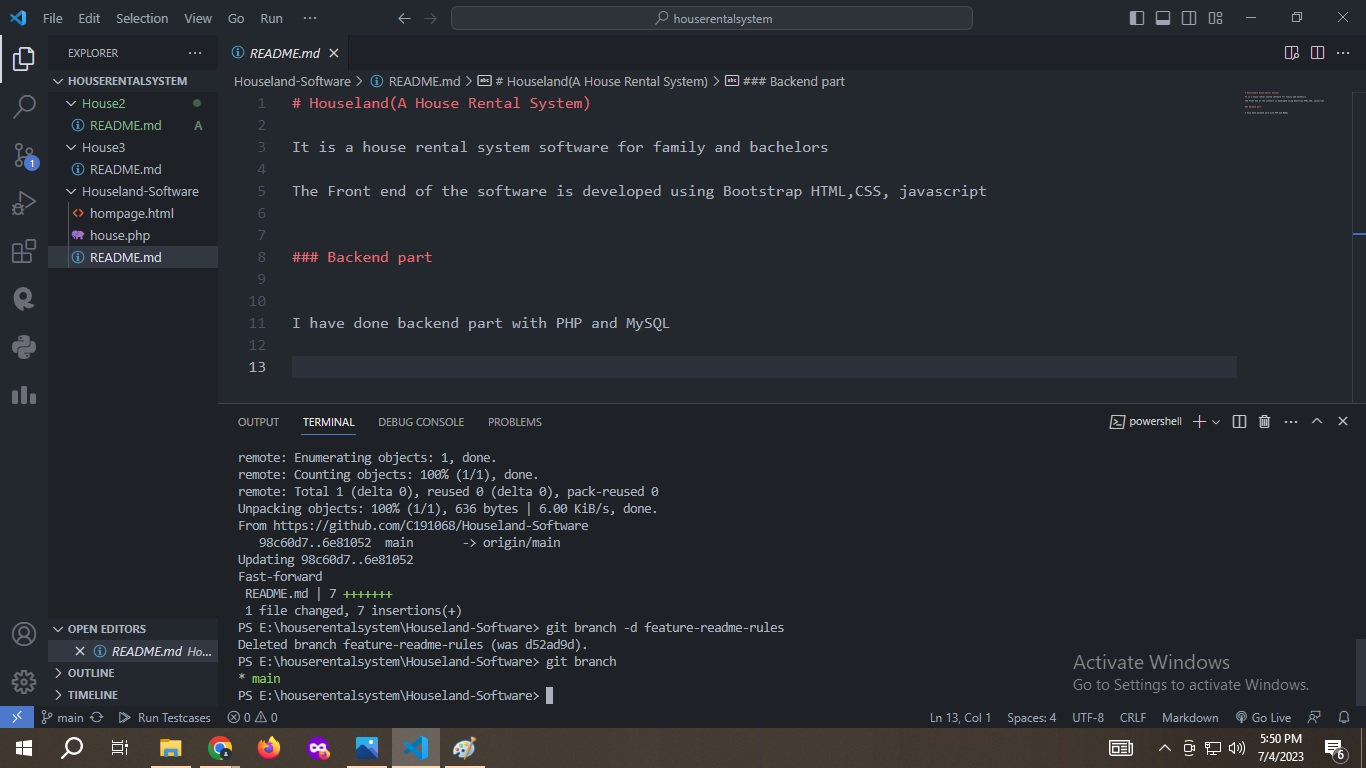 File Edit Selection View Go Run ···
houserentalsystem
EXPLORER ···
HOUSERENTALSYSTEM
House2
README.md A
House3
README.md
Houseland-Software
hompage.html
house.php
README.md
1
OPEN EDITORS
README.md Ho...
OUTLINE
TIMELINE
README.md
Houseland-Software > README.md > # Houseland(A House Rental System) > ### Backend part
1 # Houseland(A House Rental System)
2
3 It is a house rental system software for family and bachelors
4
5 The Front end of the software is developed using Bootstrap HTML,CSS, javascript
6
7
8 ### Backend part
9
10
11 I have done backend part with PHP and MySQL
12
13
OUTPUT TERMINAL DEBUG CONSOLE PROBLEMS
powershell
remote: Enumerating objects: 1, done.
remote: Counting objects: 100% (1/1), done.
remote: Total 1 (delta 0), reused 0 (delta 0), pack-reused 0
Unpacking objects: 100% (1/1), 636 bytes | 6.00 KiB/s, done.
From https://github.com/C191068/Houseland-Software
98c60d7..6e81052 main -> origin/main
Updating 98c60d7..6e81052
Fast-forward
README.md | 7 +++++++
1 file changed, 7 insertions(+)
PS E:\houserentalsystem\Houseland-Software> git branch -d feature-readme-rules
Deleted branch feature-readme-rules (was d52ad9d).
PS E:\houserentalsystem\Houseland-Software> git branch
* main
PS E:\houserentalsystem\Houseland-Software>
Activate Windows
Go to Settings to activate Windows.
main Run Testcases 0 0 Ln 13, Col 1 Spaces: 4 UTF-8 CRLF Markdown Go Live
5:50 PM
7/4/2023
6